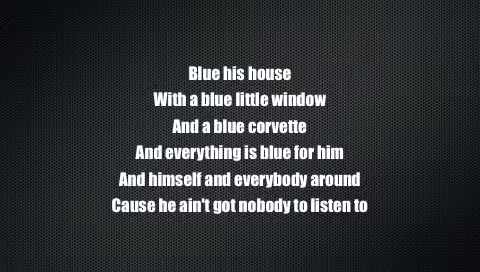 Blue his house
With a blue little window
And a blue corvette
And everything is blue for him
And himself and everybody around
Cause he ain't got nobody to listen to